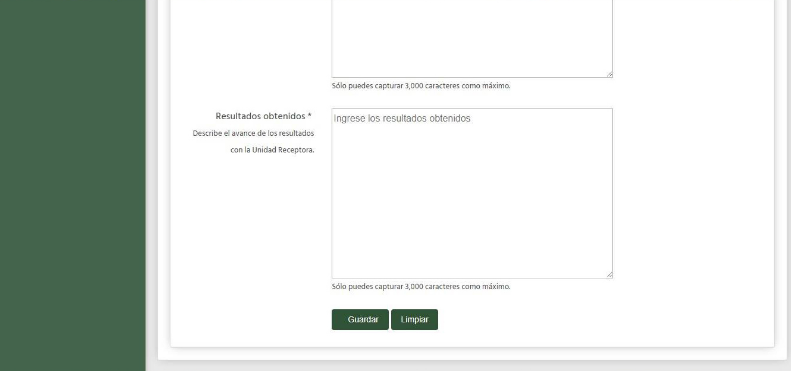 Sólo puedes capturar 3,000 caracteres como máximo.
Resultados obtenidos *
Ingrese los resultados obtenidos
Describe el avance de los resultados
con la Unidad Receptora.
Sólo puedes capturar 3,000 caracteres como máximo.
Guardar Limpiar